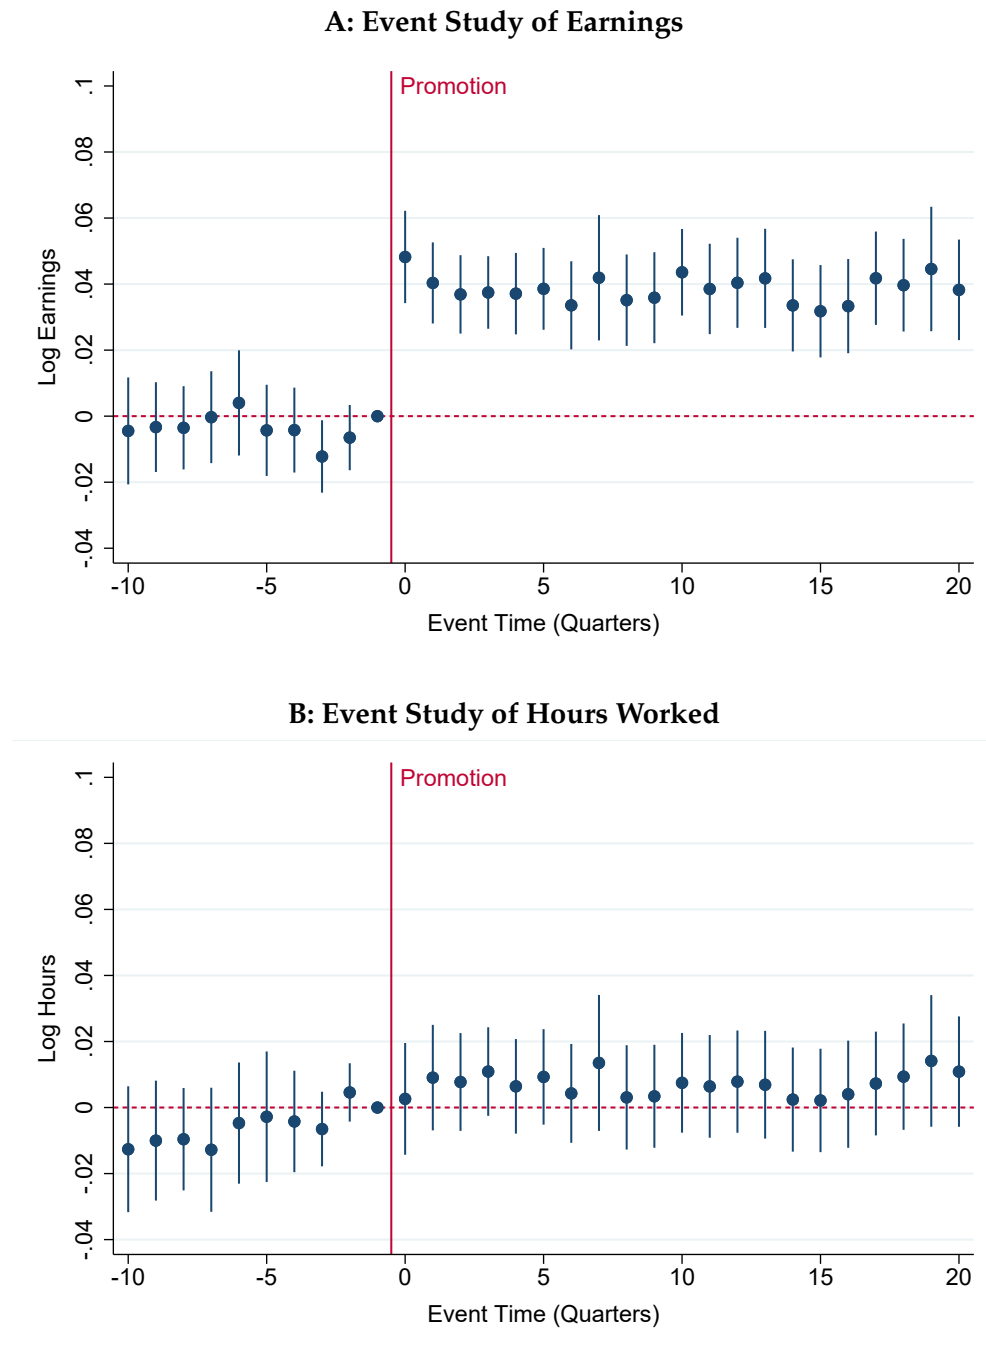 A: Event Study of Earnings
Promotion
.1
.08
.06
.04
.02
0
-.02
-.04
Log Earnings
-10 -5 0 5 10 15 20
Event Time (Quarters)
B: Event Study of Hours Worked
Promotion
.1
.08
.06
.04
.02
0
-.02
-.04
Log Hours
-10 -5 0 5 10 15 20
Event Time (Quarters)